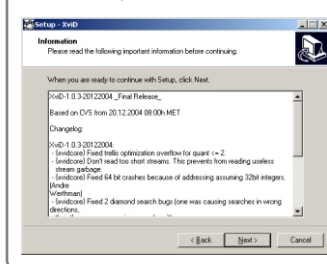 Setup - XviD
Information
Please read the following important information before continuing.
When you are ready to continue with Setup, click Next.
XviD-1.0.3-20122004 _Final Release_
Based on CVS from 20.12.2004 08:00h MET
Changelog:
XviD-1.0.3:
- (xvidcore) Fixed trellis optimization overflow for quant <= 2.
- (xvidcore) Don't read too short streams. This prevents from reading useless
stream garbage.
- (xvidcore) Fixed 64 bit crashes because of addressing assuming 32bit integers.
(Andre
Werthman)
- (xvidcore) Fixed 2 diamond search bugs (one was causing searches in wrong
directions,
< Back
Next >
Cancel